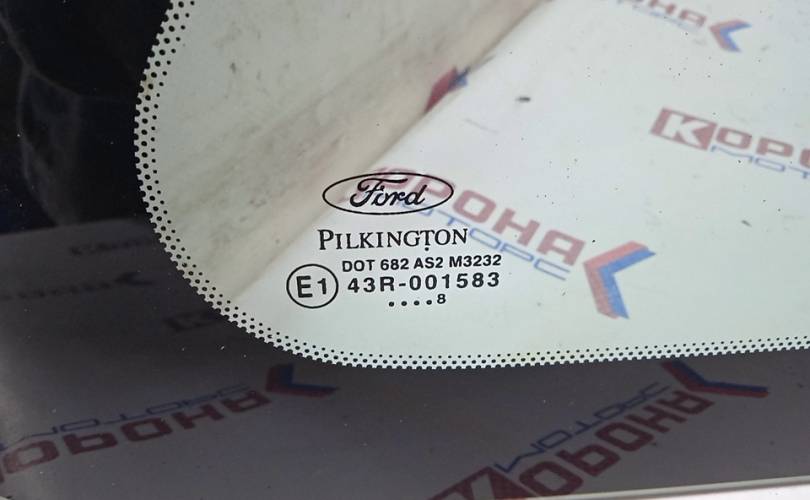 Ford
PILKINGTON
DOT 682 AS2 M3232
E1 43R-001583
....8
КОРОНА
МОТОРС